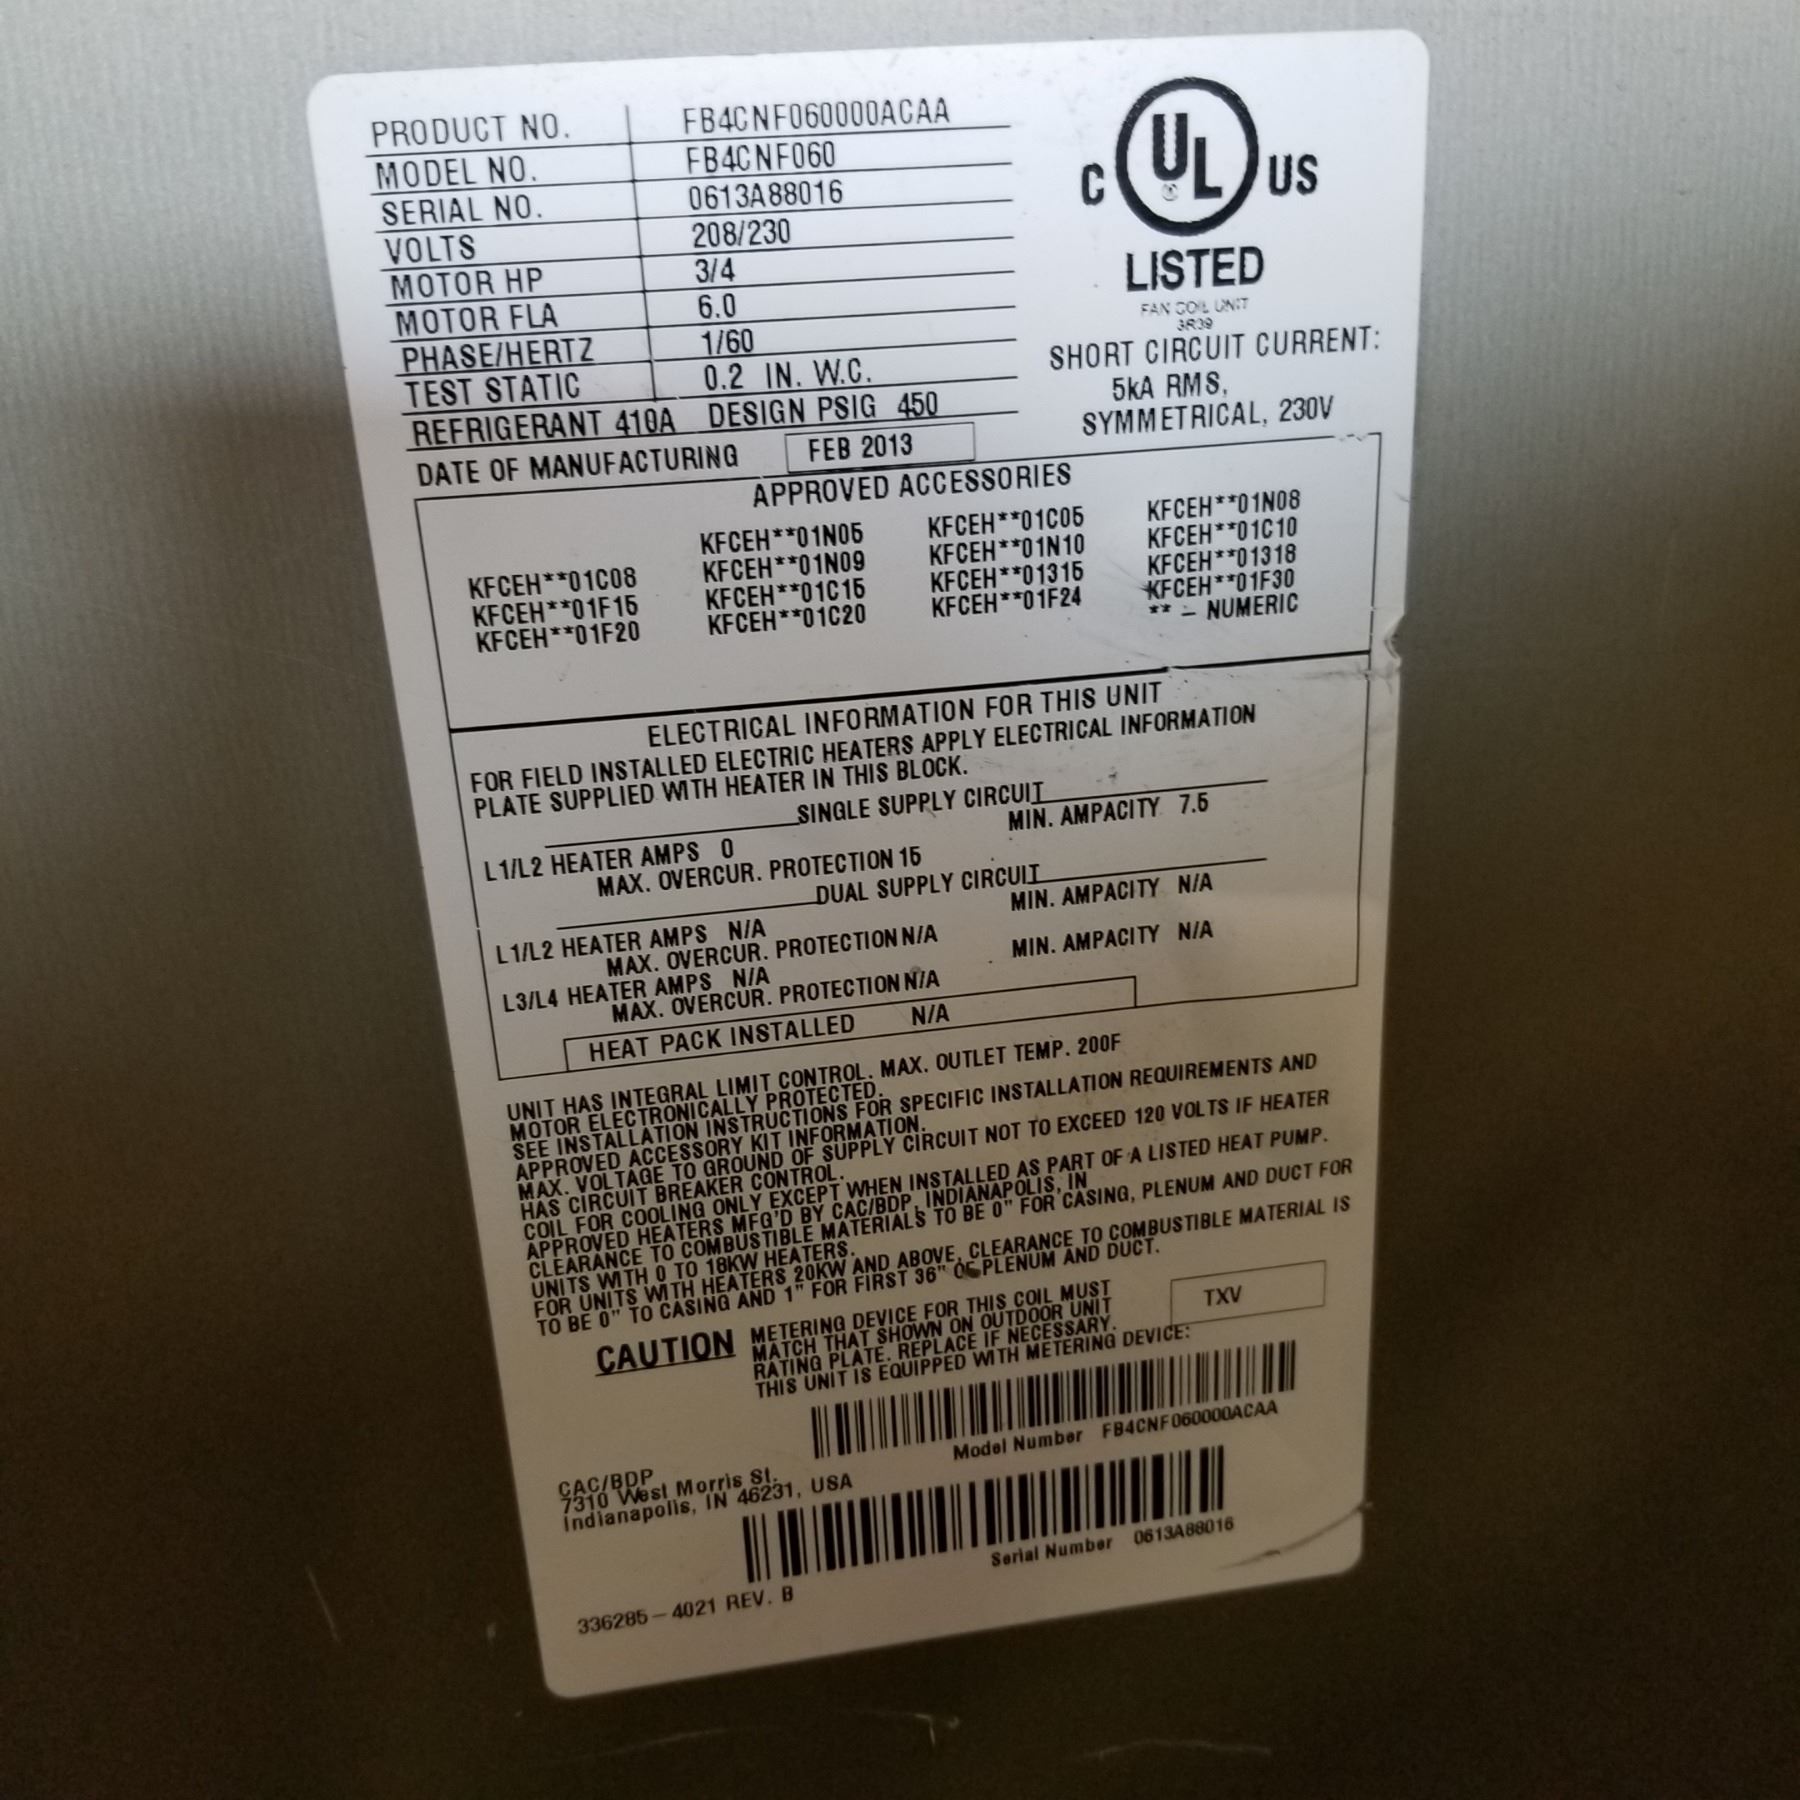 PRODUCT NO. FB4CNF060000ACAA
MODEL NO. FB4CNF060
SERIAL NO. 0613A88016
VOLTS 208/230
MOTOR HP 3/4
MOTOR FLA 6.0
PHASE/HERTZ 1/60
TEST STATIC 0.2 IN. W.C.
REFRIGERANT 410A DESIGN PSIG 450
DATE OF MANUFACTURING FEB 2013
C UL US
LISTED
FAN COIL UNIT
3R39
SHORT CIRCUIT CURRENT:
5kA RMS,
SYMMETRICAL, 230V
APPROVED ACCESSORIES
KFCEH**01N05 KFCEH**01C05 KFCEH**01N08
KFCEH**01C08 KFCEH**01N09 KFCEH**01N10 KFCEH**01C10
KFCEH**01F15 KFCEH**01C15 KFCEH**01315 KFCEH**01318
KFCEH**01F20 KFCEH**01C20 KFCEH**01F24 KFCEH**01F30
** – NUMERIC
ELECTRICAL INFORMATION FOR THIS UNIT
FOR FIELD INSTALLED ELECTRIC HEATERS APPLY ELECTRICAL INFORMATION
PLATE SUPPLIED WITH HEATER IN THIS BLOCK.
SINGLE SUPPLY CIRCUIT
L1/L2 HEATER AMPS 0 MIN. AMPACITY 7.5
MAX. OVERCUR. PROTECTION 15
DUAL SUPPLY CIRCUIT
L1/L2 HEATER AMPS N/A MIN. AMPACITY N/A
MAX. OVERCUR. PROTECTION N/A
L3/L4 HEATER AMPS N/A MIN. AMPACITY N/A
MAX. OVERCUR. PROTECTION N/A
HEAT PACK INSTALLED N/A
UNIT HAS INTEGRAL LIMIT CONTROL. MAX. OUTLET TEMP. 200F
MOTOR ELECTRONICALLY PROTECTED.
SEE INSTALLATION INSTRUCTIONS FOR SPECIFIC INSTALLATION REQUIREMENTS AND
APPROVED ACCESSORY KIT INFORMATION.
MAX. VOLTAGE TO GROUND OF SUPPLY CIRCUIT NOT TO EXCEED 120 VOLTS IF HEATER
HAS CIRCUIT BREAKER CONTROL.
COIL FOR COOLING ONLY EXCEPT WHEN INSTALLED AS PART OF A LISTED HEAT PUMP.
APPROVED HEATERS MFG'D BY CAC/BDP, INDIANAPOLIS, IN
CLEARANCE TO COMBUSTIBLE MATERIALS TO BE 0" FOR CASING, PLENUM AND DUCT FOR
UNITS WITH 0 TO 18KW HEATERS.
FOR UNITS WITH HEATERS 20KW AND ABOVE, CLEARANCE TO COMBUSTIBLE MATERIAL IS
TO BE 0" TO CASING AND 1" FOR FIRST 36" OF PLENUM AND DUCT.
CAUTION
METERING DEVICE FOR THIS COIL MUST
MATCH THAT SHOWN ON OUTDOOR UNIT
RATING PLATE. REPLACE IF NECESSARY.
THIS UNIT IS EQUIPPED WITH METERING DEVICE:
TXV
Model Number FB4CNF060000ACAA
CAC/BDP
7310 West Morris St.
Indianapolis, IN 46231, USA
Serial Number 0613A88016
336285–4021 REV. B